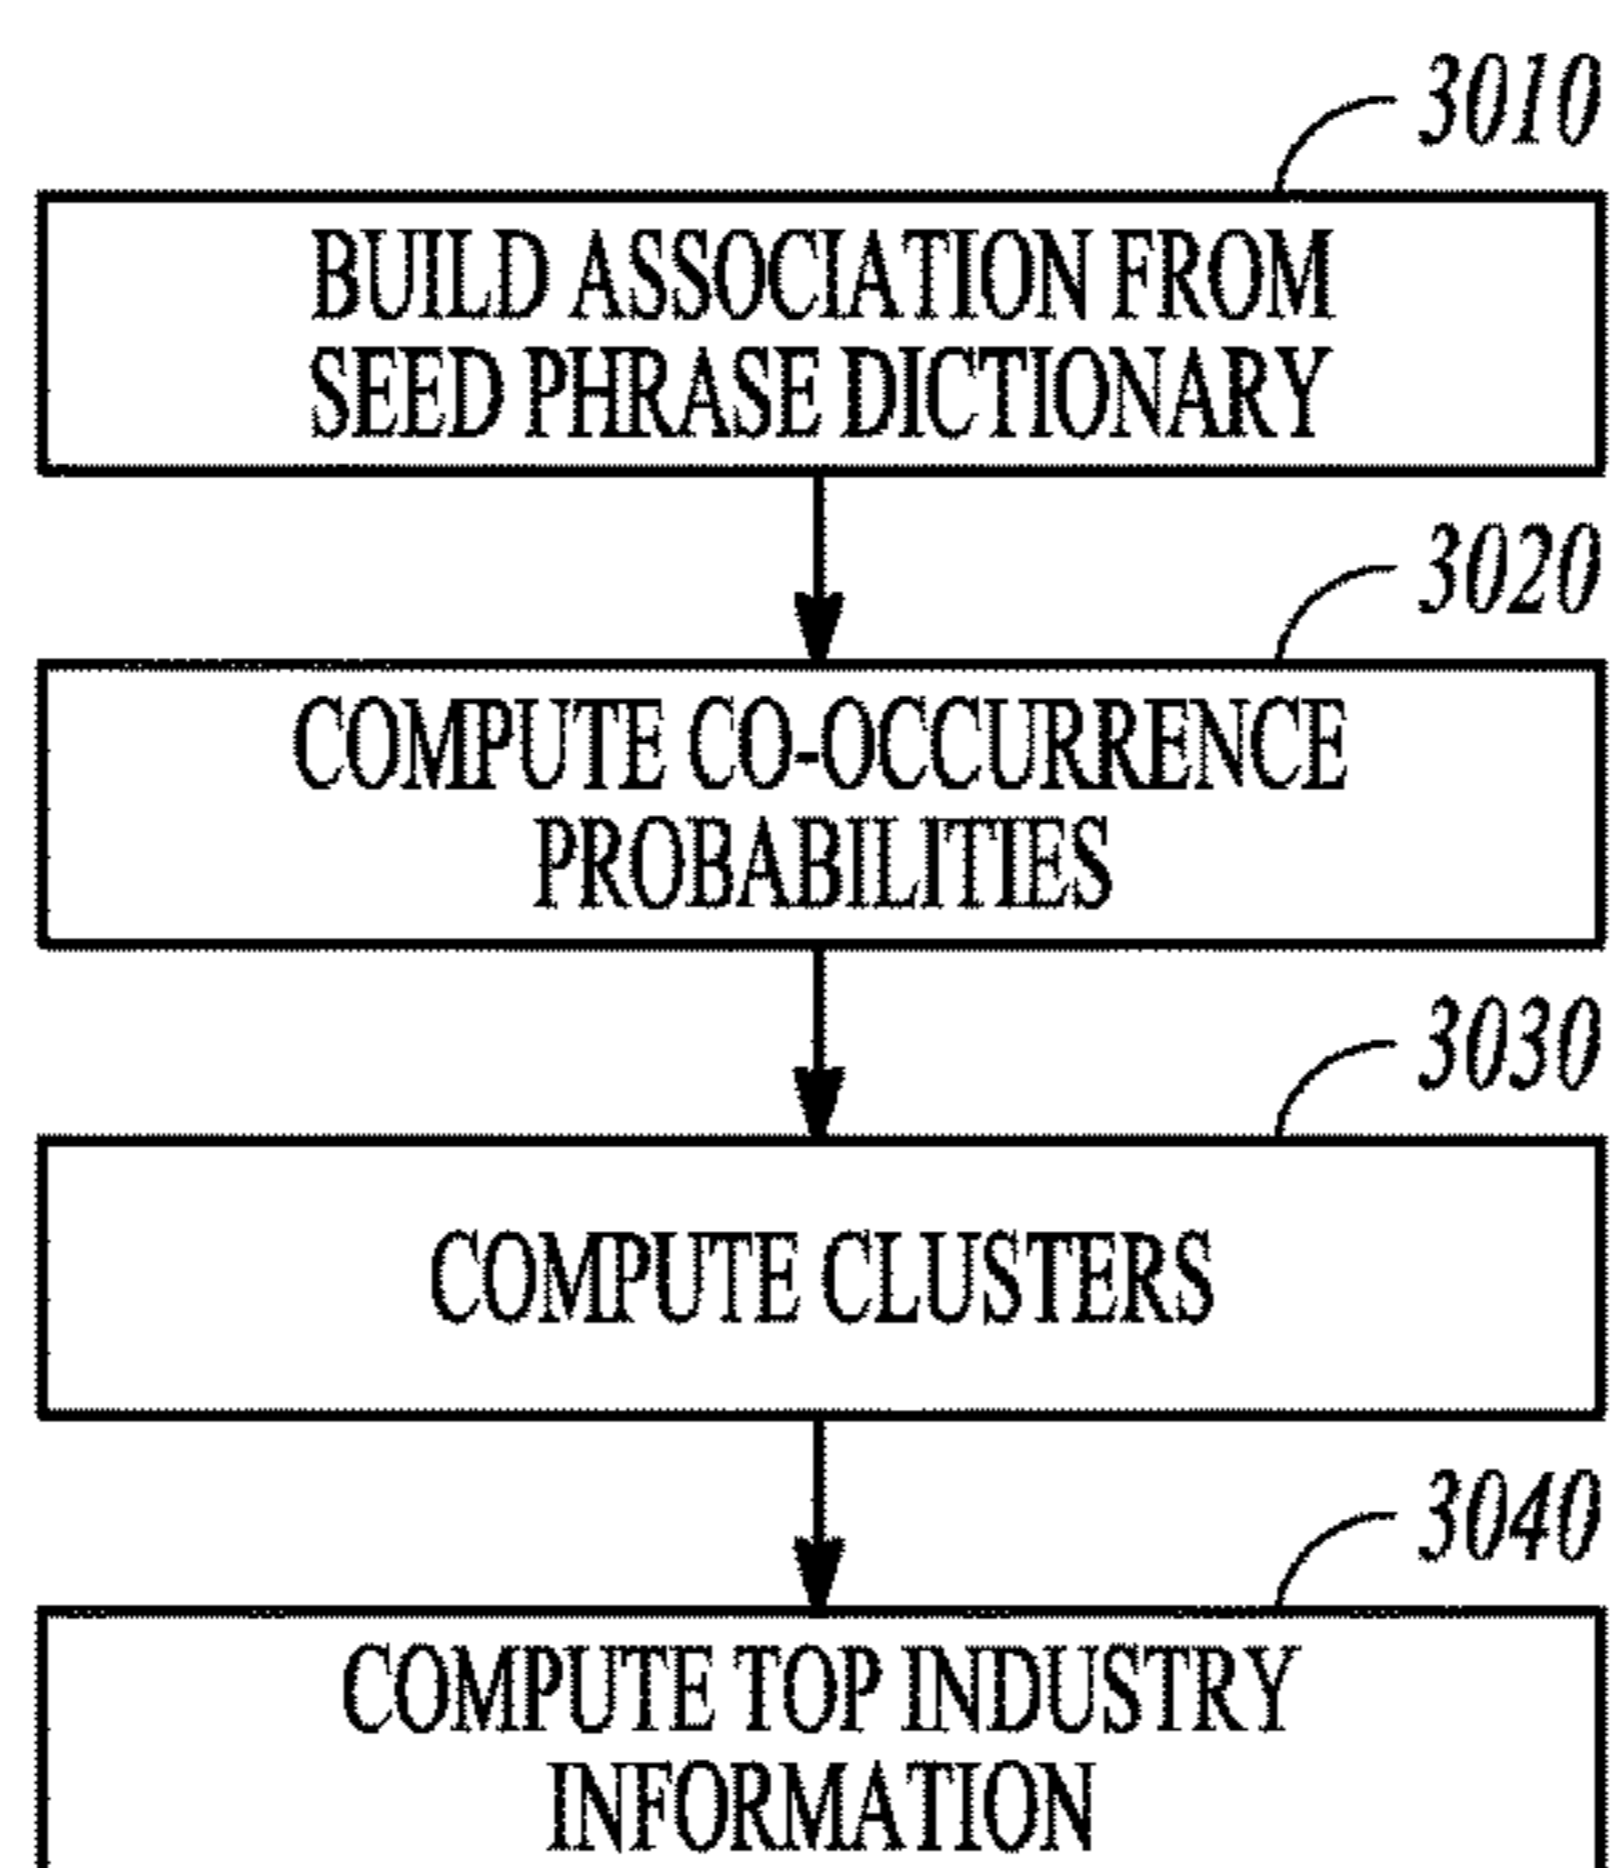 3010
BUILD ASSOCIATION FROM
SEED PHRASE DICTIONARY
3020
COMPUTE CO-OCCURRENCE
PROBABILITIES
3030
COMPUTE CLUSTERS
3040
COMPUTE TOP INDUSTRY
INFORMATION